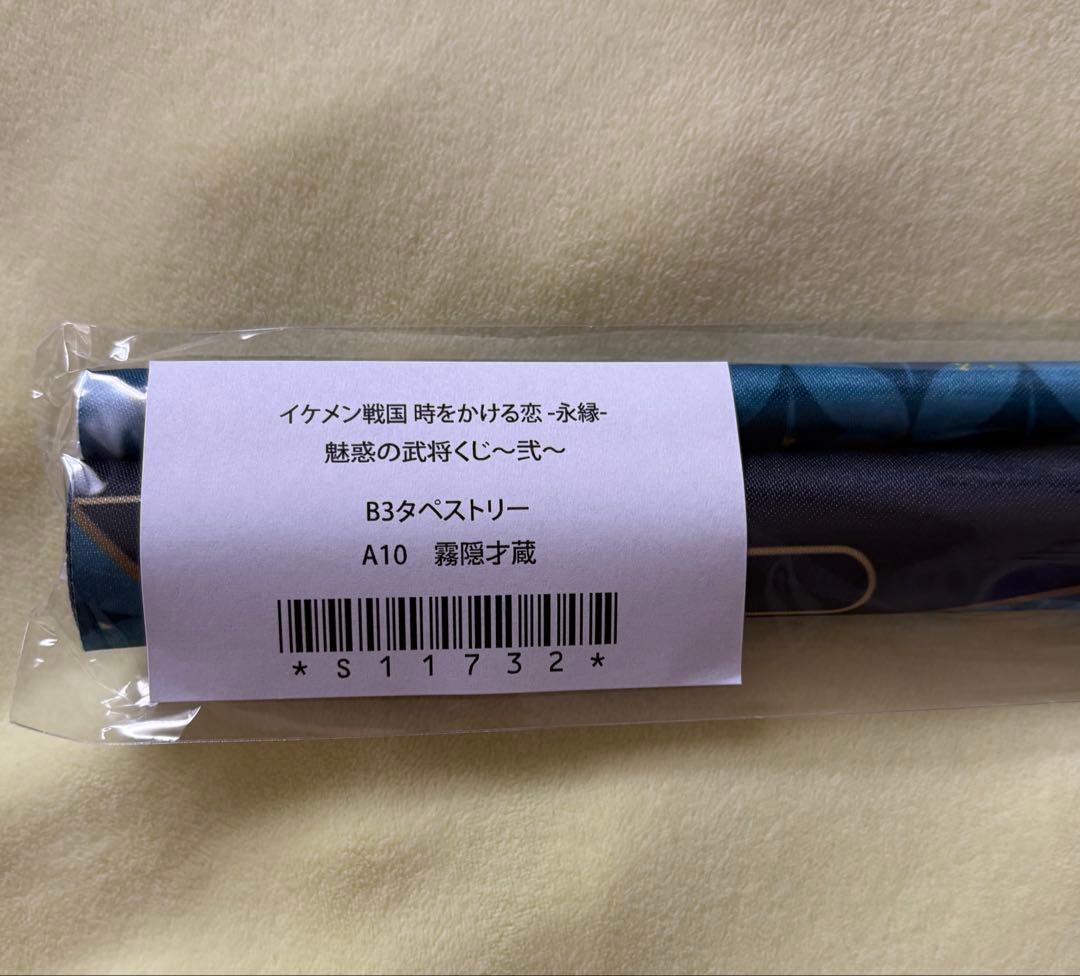 イケメン戦国 時をかける恋 -永縁-
魅惑の武将くじ～弐～
B3タペストリー
A10　霧隠才蔵
*S11732*